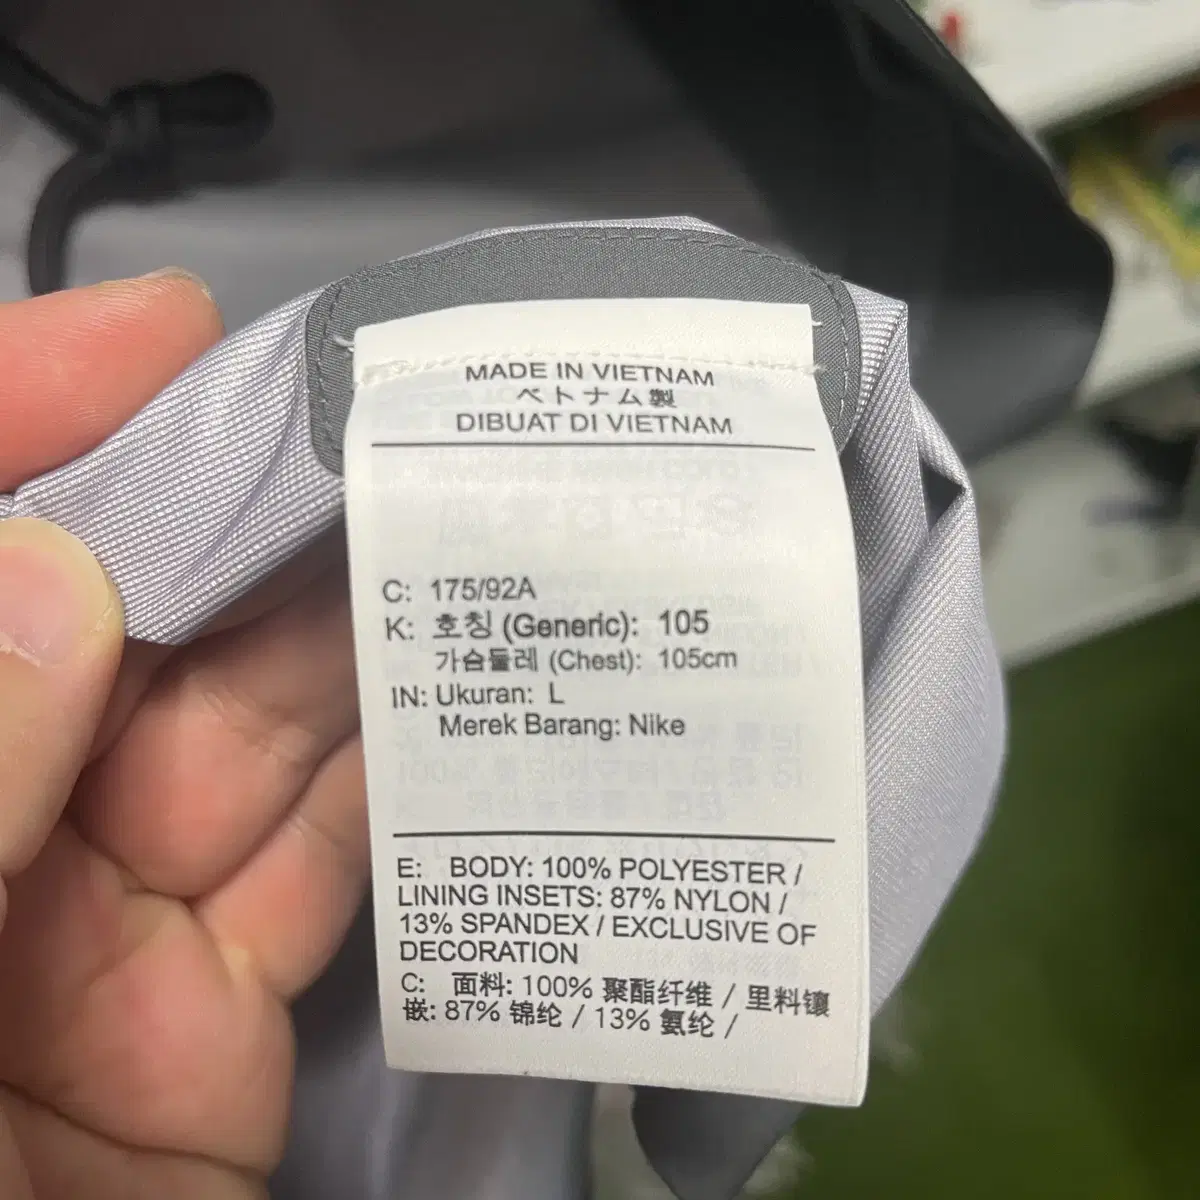 MADE IN VIETNAM
ベトナム製
DIBUAT DI VIETNAM
C: 175/92A
K: 호칭 (Generic): 105
가슴둘레 (Chest): 105cm
IN: Ukuran: L
Merek Barang: Nike
E: BODY: 100% POLYESTER /
LINING INSETS: 87% NYLON /
13% SPANDEX / EXCLUSIVE OF
DECORATION
C: 面料: 100% 聚酯纤维 / 里料镶
嵌: 87% 锦纶 / 13% 氨纶 /